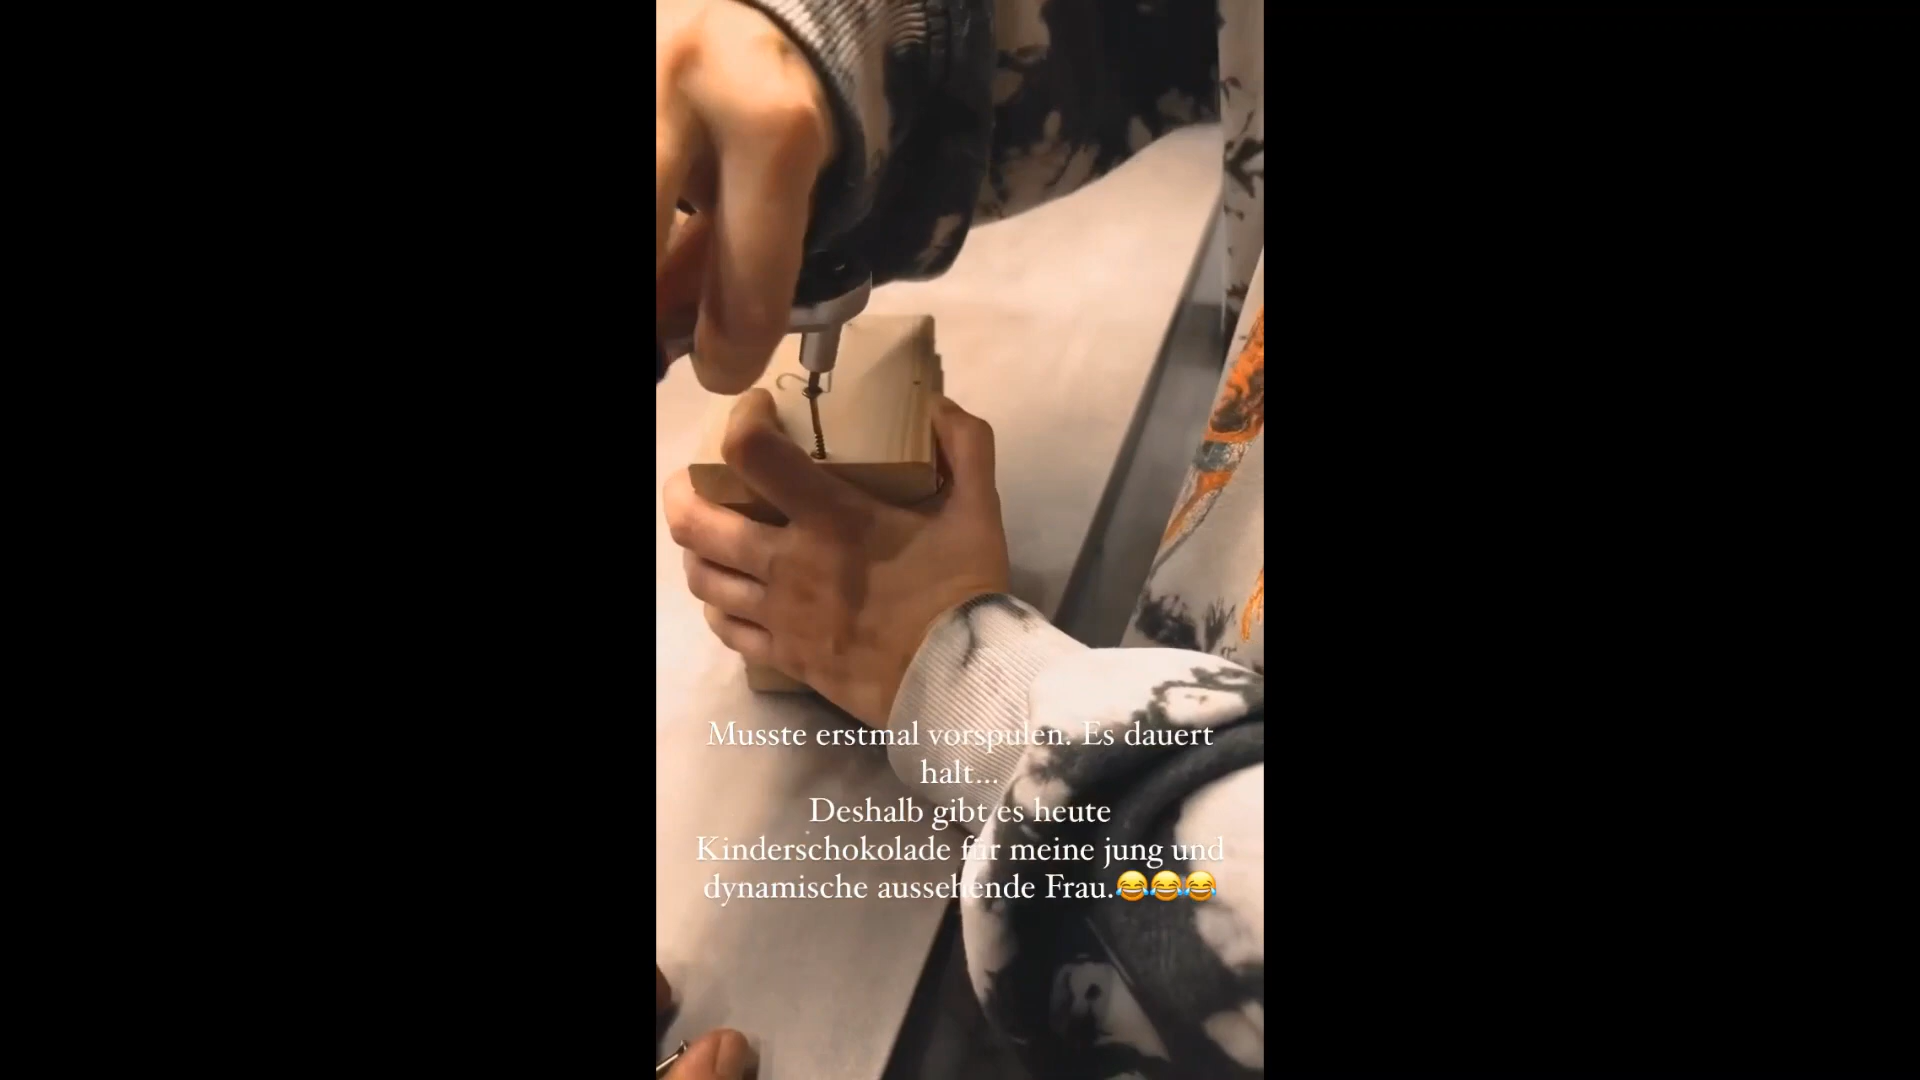 Musste erstmal vorspulen. Es dauert
halt...
Deshalb gibt es heute
Kinderschokolade für meine jung und
dynamische aussehende Frau.😂😂😂